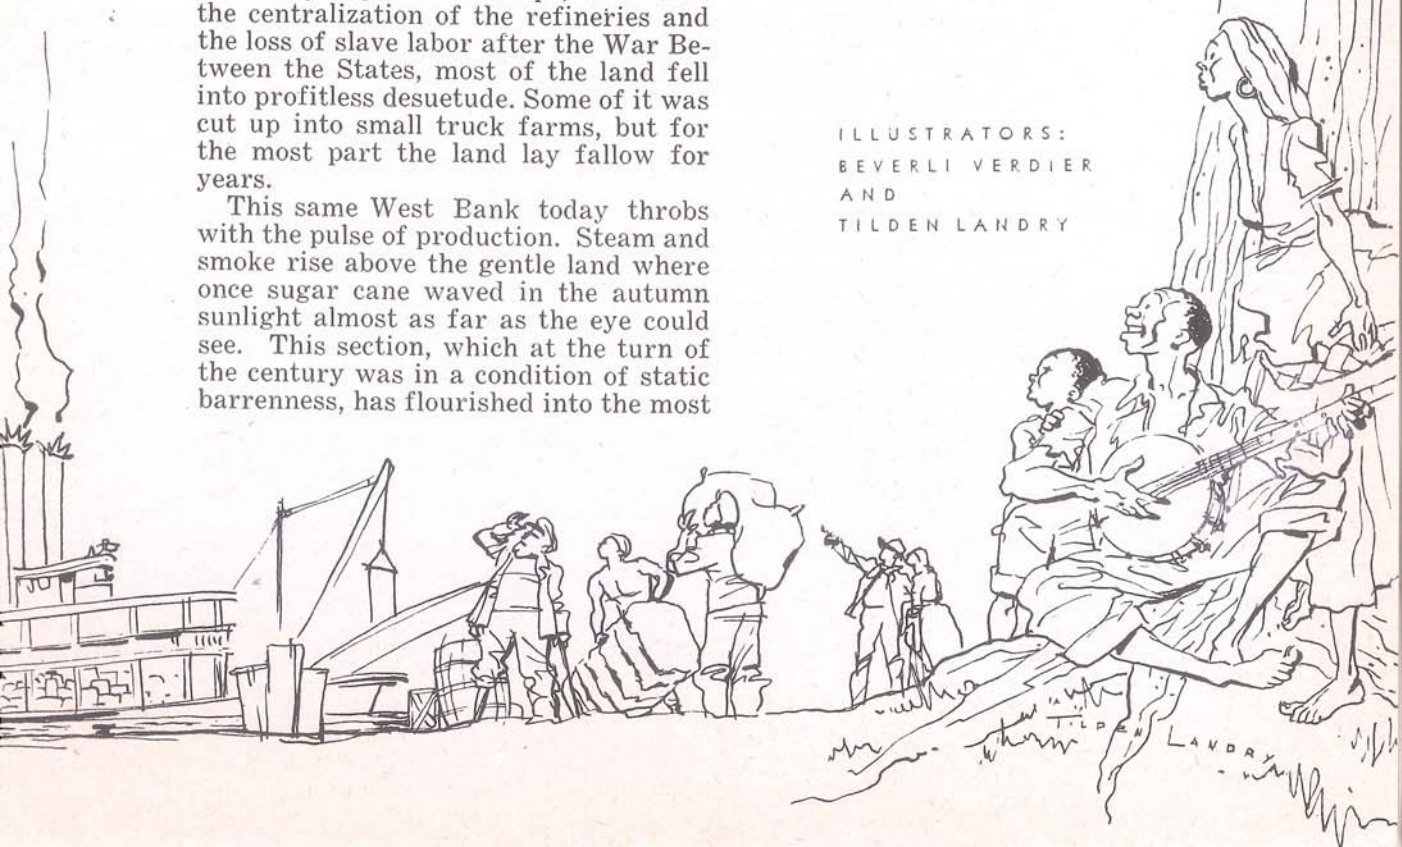 the centralization of the refineries and
the loss of slave labor after the War Be-
tween the States, most of the land fell
into profitless desuetude. Some of it was
cut up into small truck farms, but for
the most part the land lay fallow for
years.
This same West Bank today throbs
with the pulse of production. Steam and
smoke rise above the gentle land where
once sugar cane waved in the autumn
sunlight almost as far as the eye could
see. This section, which at the turn of
the century was in a condition of static
barrenness, has flourished into the most
ILLUSTRATORS:
BEVERLI VERDIER
AND
TILDEN LANDRY
TILDEN LANDRY